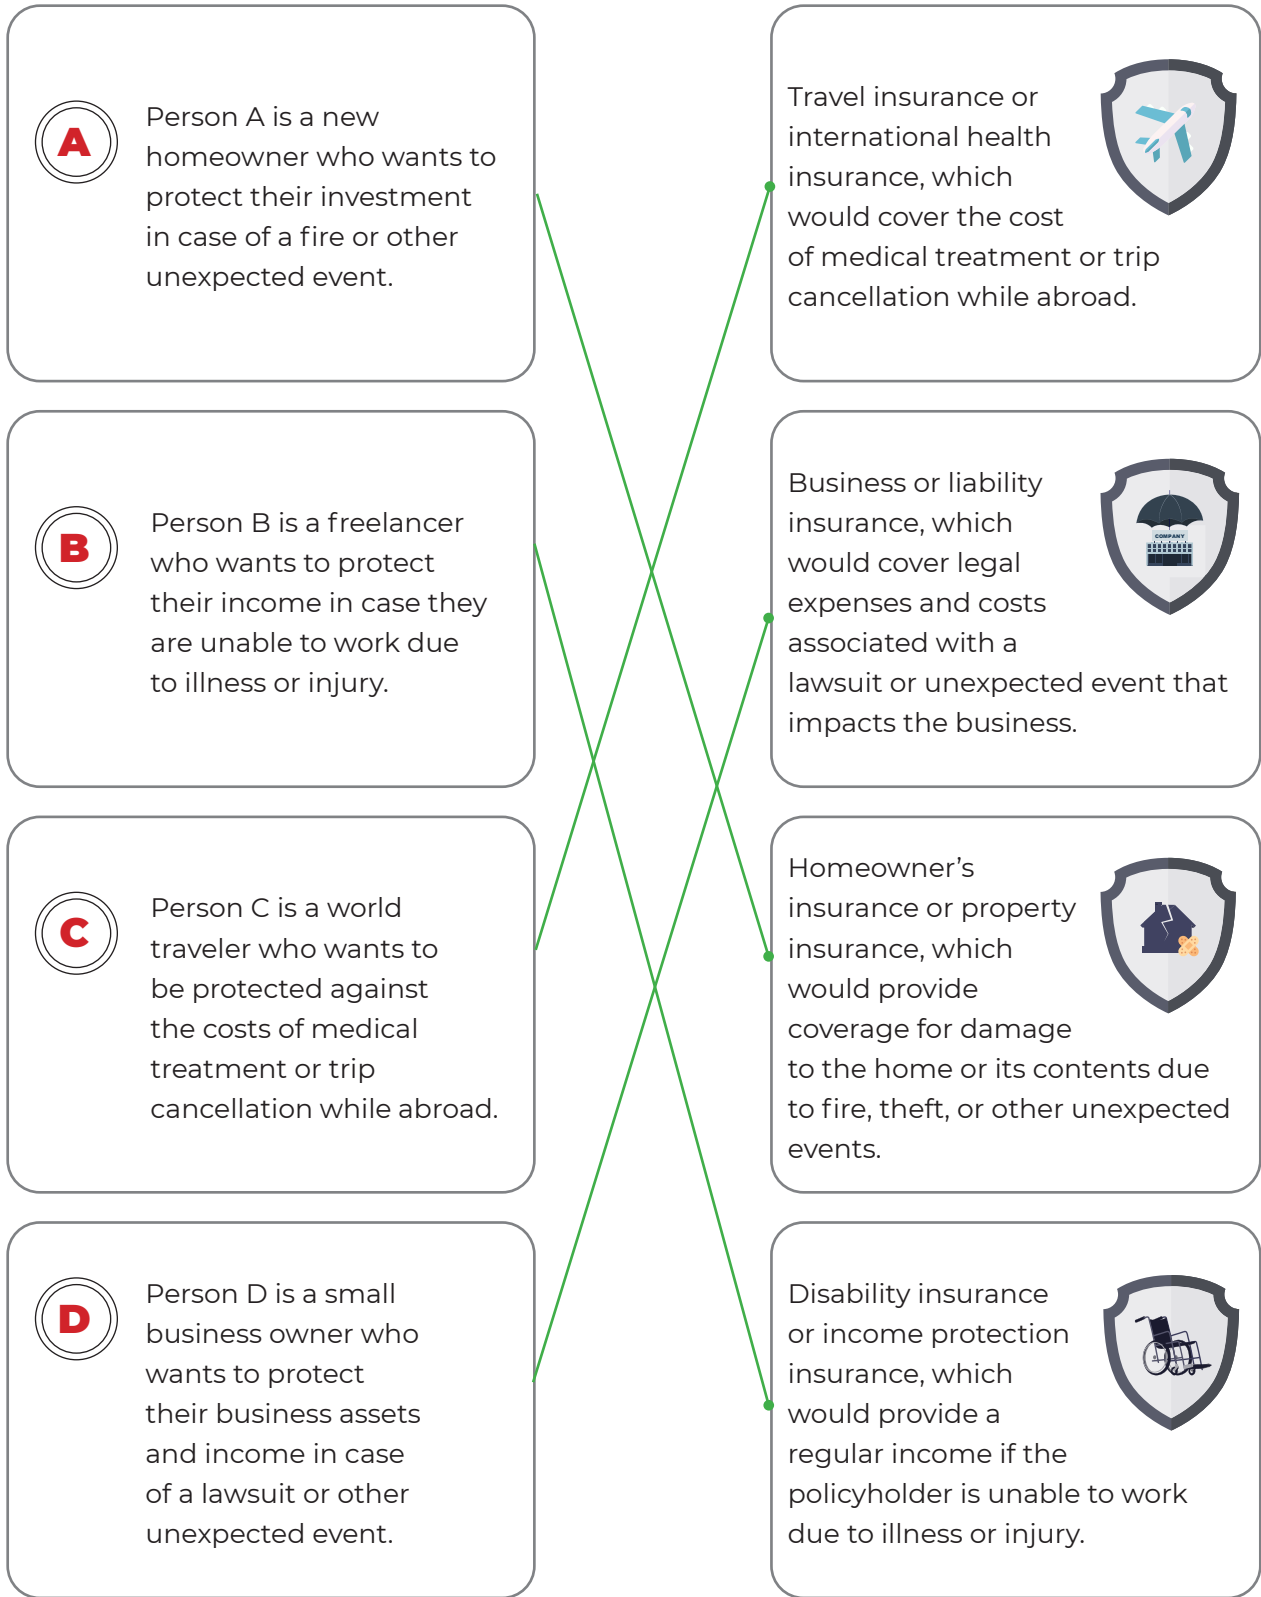 A
Person A is a new
homeowner who wants to
protect their investment
in case of a fire or other
unexpected event.
Travel insurance or
international health
insurance, which
would cover the cost
of medical treatment or trip
cancellation while abroad.
B
Person B is a freelancer
who wants to protect
their income in case they
are unable to work due
to illness or injury.
Business or liability
insurance, which
would cover legal
expenses and costs
associated with a
lawsuit or unexpected event that
impacts the business.
COMPANY
C
Person C is a world
traveler who wants to
be protected against
the costs of medical
treatment or trip
cancellation while abroad.
Homeowner’s
insurance or property
insurance, which
would provide
coverage for damage
to the home or its contents due
to fire, theft, or other unexpected
events.
D
Person D is a small
business owner who
wants to protect
their business assets
and income in case
of a lawsuit or other
unexpected event.
Disability insurance
or income protection
insurance, which
would provide a
regular income if the
policyholder is unable to work
due to illness or injury.